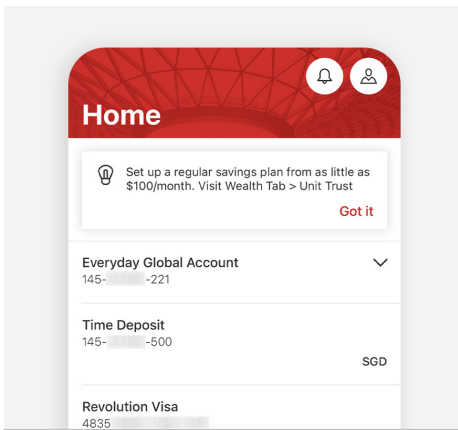 Home
Set up a regular savings plan from as little as
$100/month. Visit Wealth Tab > Unit Trust
Got it
Everyday Global Account
145- -221
Time Deposit
145- -500
SGD
Revolution Visa
4835